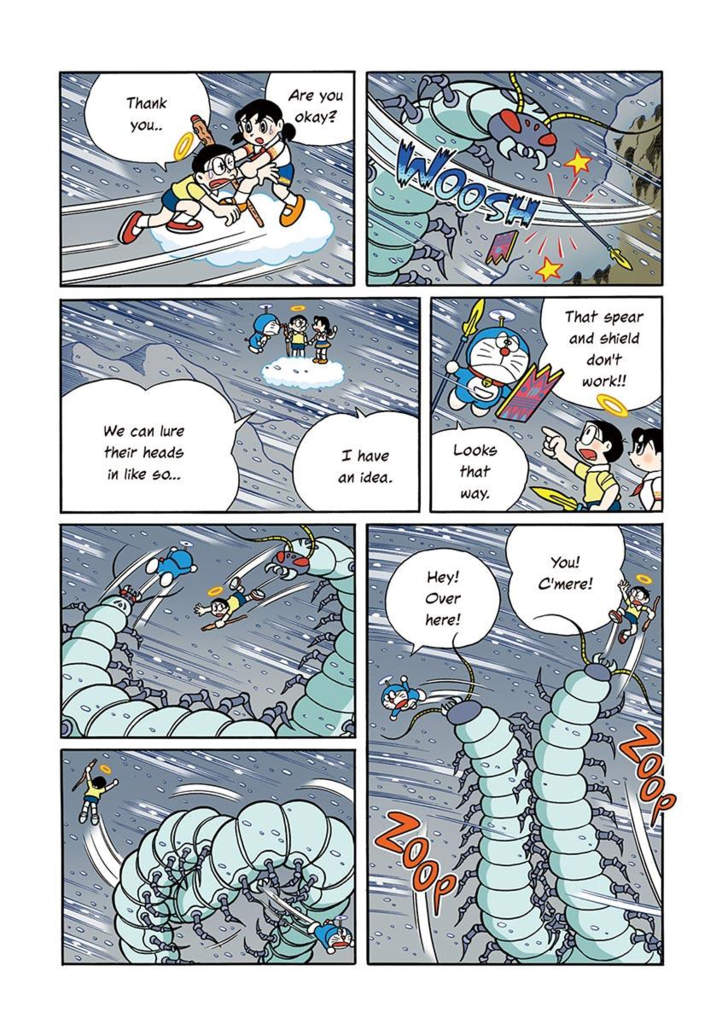 WOOSH
Are you
okay?
Thank
you..
That spear
and shield
don't
work!!
Looks
that
way.
I have
an idea.
We can lure
their heads
in like so...
You!
C'mere!
Hey!
Over
here!
ZOOP
ZOOP